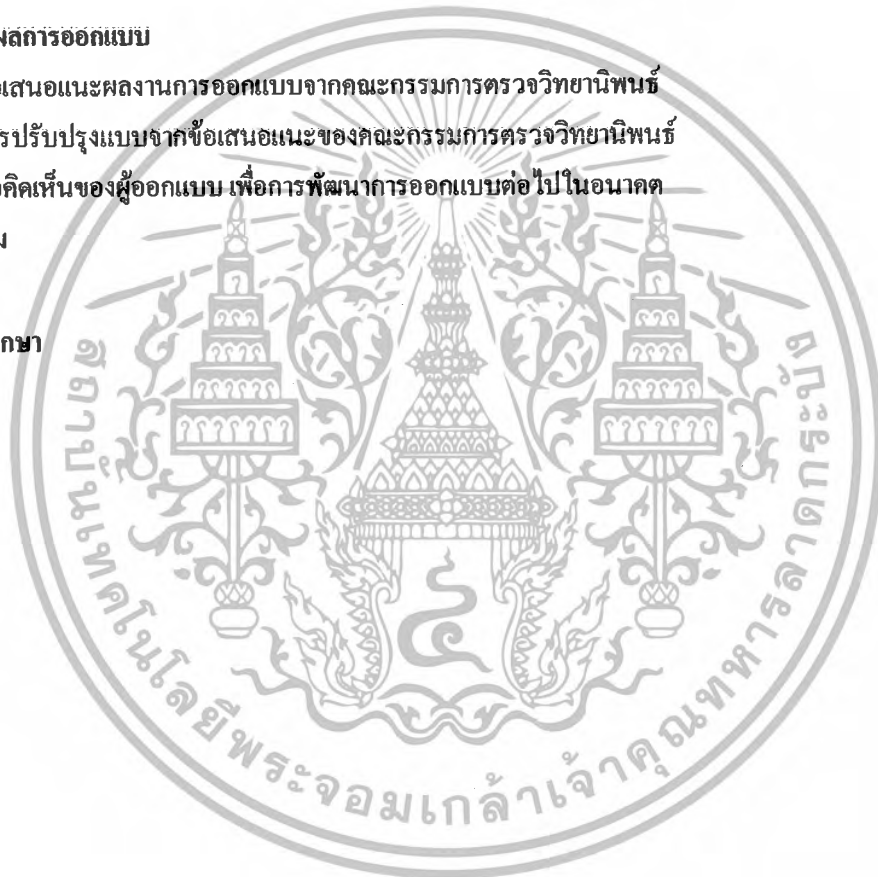 ผลการออกแบบ
อเสนอแนะผลงานการออกแบบจากคณะกรรมการตรวจวิทยานิพนธ์
รปรับปรุงแบบจากข้อเสนอแนะของคณะกรรมการตรวจวิทยานิพนธ์
อคิดเห็นของผู้ออกแบบ เพื่อการพัฒนาการออกแบบต่อไปในอนาคต
ม
กษา
สถาบันเทคโนโลยีพระจอมเกล้าเจ้าคุณทหารลาดกระบัง
๔